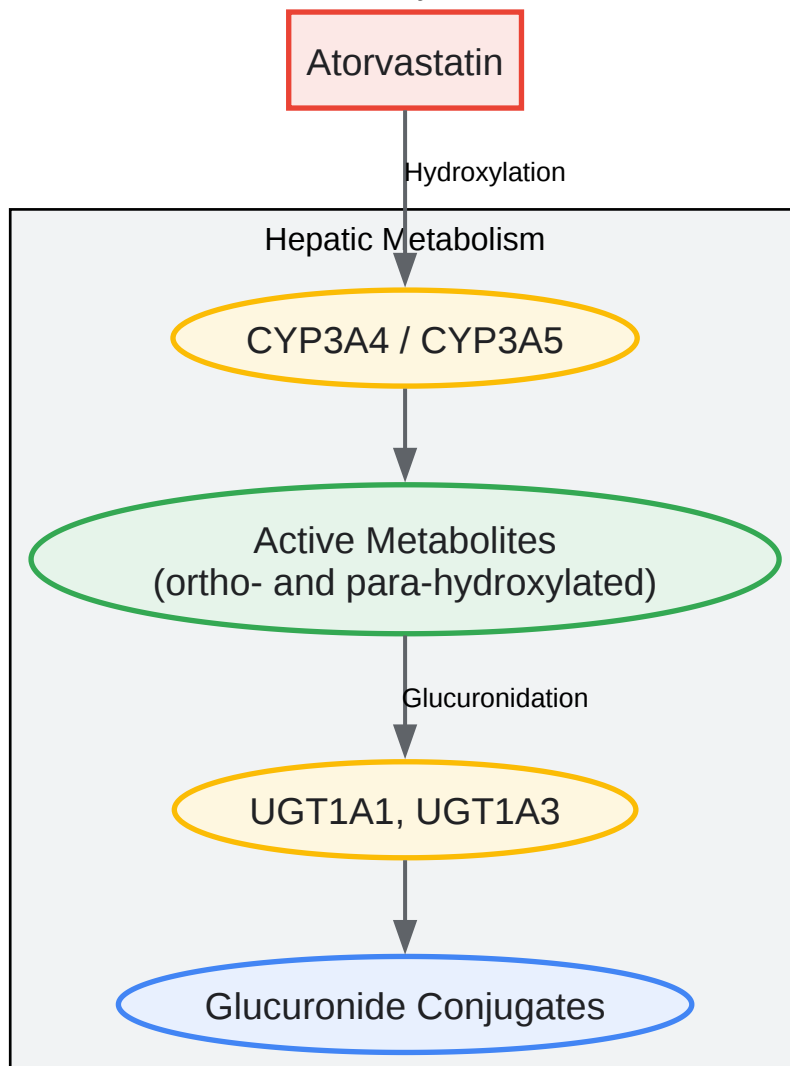 Atorvastatin
Hydroxylation
Hepatic Metabolism
CYP3A4 / CYP3A5
Active Metabolites
(ortho- and para-hydroxylated)
Glucuronidation
UGT1A1, UGT1A3
Glucuronide Conjugates